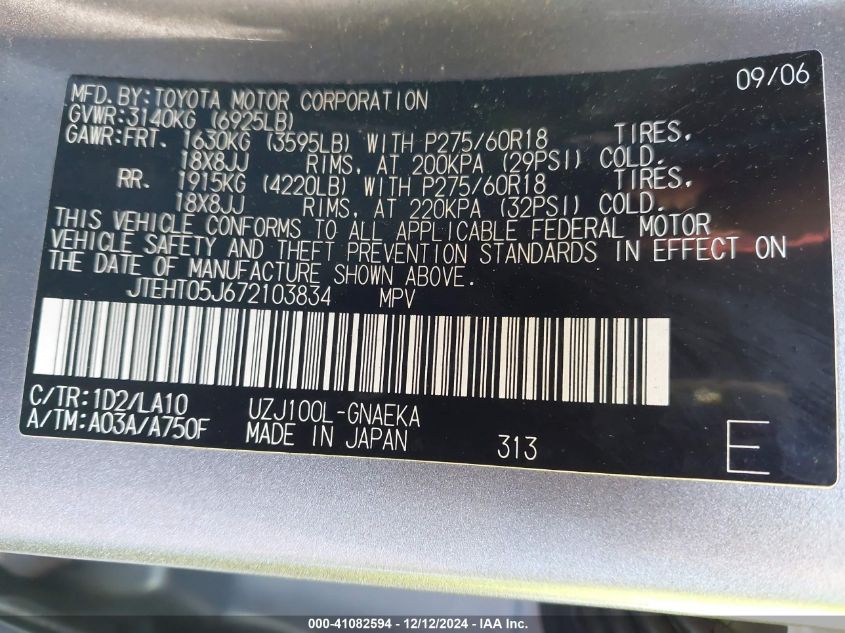 09/06
MFD.BY:TOYOTA MOTOR CORPORATION
GVWR:3140KG (6925LB)
GAWR:FRT. 1630KG (3595LB) WITH P275/60R18 TIRES.
18X8JJ RIMS, AT 200KPA (29PSI) COLD.
RR. 1915KG (4220LB) WITH P275/60R18 TIRES,
18X8JJ RIMS, AT 220KPA (32PSI) COLD.
THIS VEHICLE CONFORMS TO ALL APPLICABLE FEDERAL MOTOR
VEHICLE SAFETY AND THEFT PREVENTION STANDARDS IN EFFECT ON
THE DATE OF MANUFACTURE SHOWN ABOVE.
JTEHT05J672103834 MPV
C/TR:1D2/LA10 UZJ100L-GNAEKA
A/TM:A03A/A750F MADE IN JAPAN 313 E
000-41082594 - 12/12/2024 - IAA Inc.